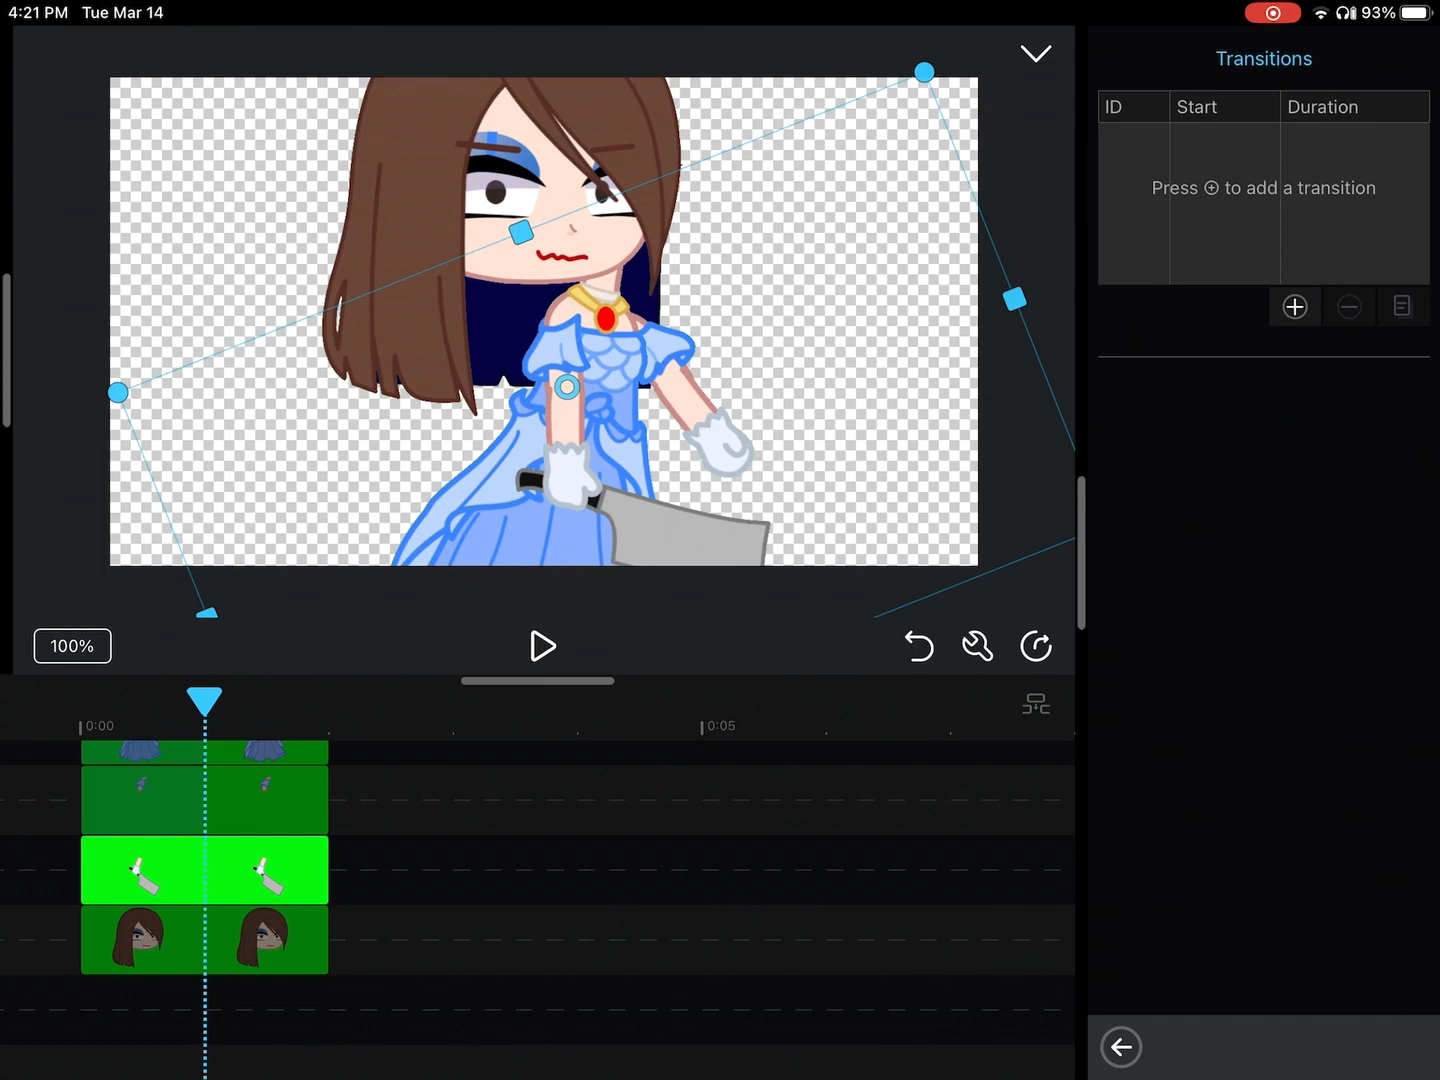 4:21 PM Tue Mar 14
93%
Transitions
ID Start Duration
Press ⊕ to add a transition
100%
0:00
0:05